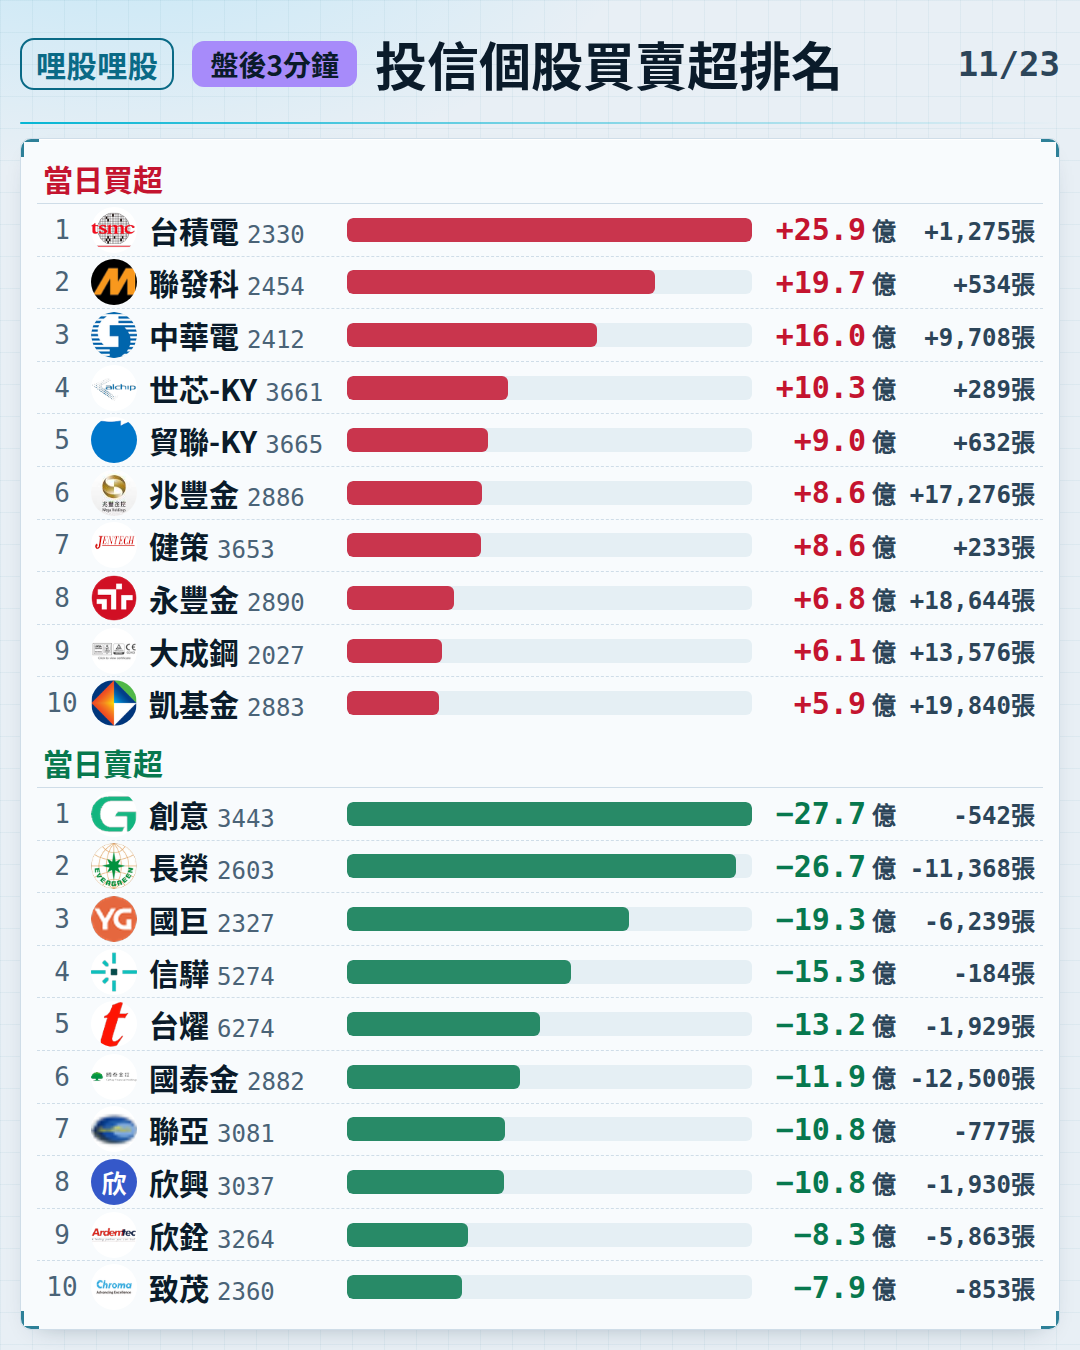 哩股哩股 盤後3分鐘 投信個股買賣超排名 11/23
當日買超
1 tsmc 台積電 2330 +25.9 億 +1,275張
2 聯發科 2454 +19.7 億 +534張
3 中華電 2412 +16.0 億 +9,708張
4 alchip 世芯-KY 3661 +10.3 億 +289張
5 貿聯-KY 3665 +9.0 億 +632張
6 兆豐金 2886 +8.6 億 +17,276張
7 JENTECH 健策 3653 +8.6 億 +233張
8 永豐金 2890 +6.8 億 +18,644張
9 大成鋼 2027 +6.1 億 +13,576張
10 凱基金 2883 +5.9 億 +19,840張
當日賣超
1 創意 3443 −27.7 億 -542張
2 EVERGREEN 長榮 2603 −26.7 億 -11,368張
3 YG 國巨 2327 −19.3 億 -6,239張
4 信驊 5274 −15.3 億 -184張
5 t 台燿 6274 −13.2 億 -1,929張
6 國泰金 2882 −11.9 億 -12,500張
7 聯亞 3081 −10.8 億 -777張
8 欣 欣興 3037 −10.8 億 -1,930張
9 Ardentec 欣銓 3264 −8.3 億 -5,863張
10 Chroma 致茂 2360 −7.9 億 -853張